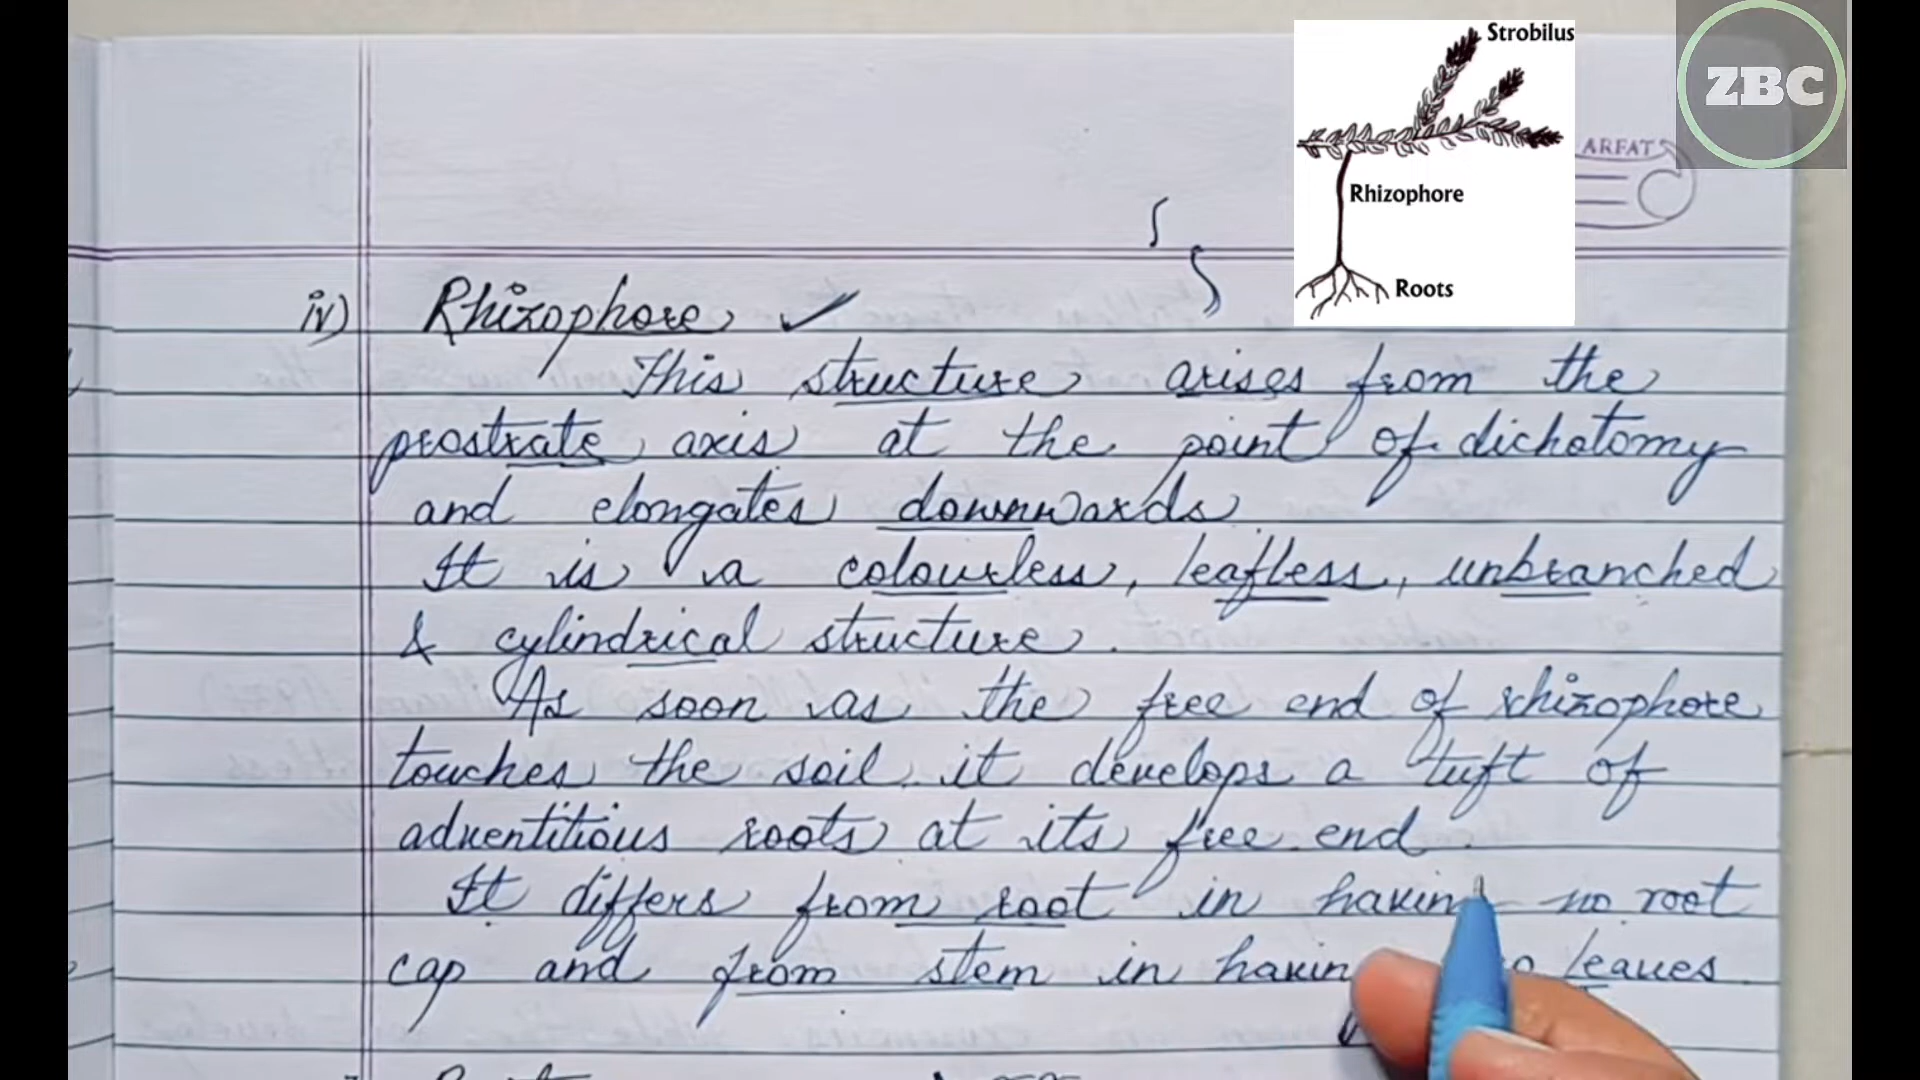 Strobilus
ZBC
ARFAT
Rhizophore
Roots
iv) Rhizophore
This structure arises from the
prostrate axis at the point of dichotomy
and elongates downwards
It is a colourless, leafless, unbranched
& cylindrical structure.
As soon as the free end of rhizophore
touches the soil it develops a tuft of
adventitious roots at its free end.
It differs from root in having no root
cap and from stem in havin leaves